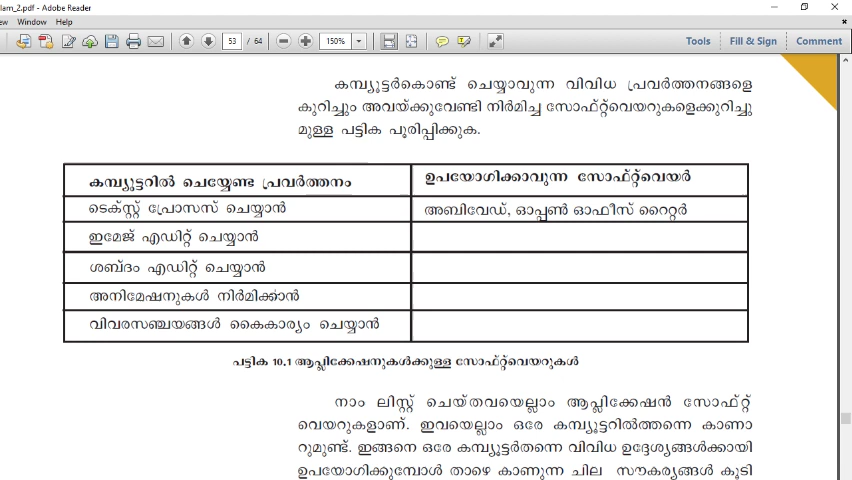 lam_2.pdf - Adobe Reader
ew Window Help
53 / 64 150% Tools Fill & Sign Comment
കമ്പ്യൂട്ടർകൊണ്ട് ചെയ്യാവുന്ന വിവിധ പ്രവർത്തനങ്ങളെ
കുറിച്ചും അവയ്ക്കുവേണ്ടി നിർമിച്ച സോഫ്റ്റ്‌വെയറുകളെക്കുറിച്ചു
മുള്ള പട്ടിക പൂരിപ്പിക്കുക.
കമ്പ്യൂട്ടറിൽ ചെയ്യേണ്ട പ്രവർത്തനം ഉപയോഗിക്കാവുന്ന സോഫ്റ്റ്‌വെയർ
ടെക്സ്റ്റ് പ്രോസസ് ചെയ്യാൻ അബിവേഡ്, ഓപ്പൺ ഓഫീസ് റൈറ്റർ
ഇമേജ് എഡിറ്റ് ചെയ്യാൻ
ശബ്ദം എഡിറ്റ് ചെയ്യാൻ
അനിമേഷനുകൾ നിർമിക്കാൻ
വിവരസഞ്ചയങ്ങൾ കൈകാര്യം ചെയ്യാൻ
പട്ടിക 10.1 ആപ്ലിക്കേഷനുകൾക്കുള്ള സോഫ്റ്റ്‌വെയറുകൾ
നാം ലിസ്റ്റ് ചെയ്തവയെല്ലാം ആപ്ലിക്കേഷൻ സോഫ്റ്റ്
വെയറുകളാണ്. ഇവയെല്ലാം ഒരേ കമ്പ്യൂട്ടറിൽത്തന്നെ കാണാ
റുമുണ്ട്. ഇങ്ങനെ ഒരേ കമ്പ്യൂട്ടർതന്നെ വിവിധ ഉദ്ദേശ്യങ്ങൾക്കായി
ഉപയോഗിക്കുമ്പോൾ താഴെ കാണുന്ന ചില സൗകര്യങ്ങൾ കൂടി